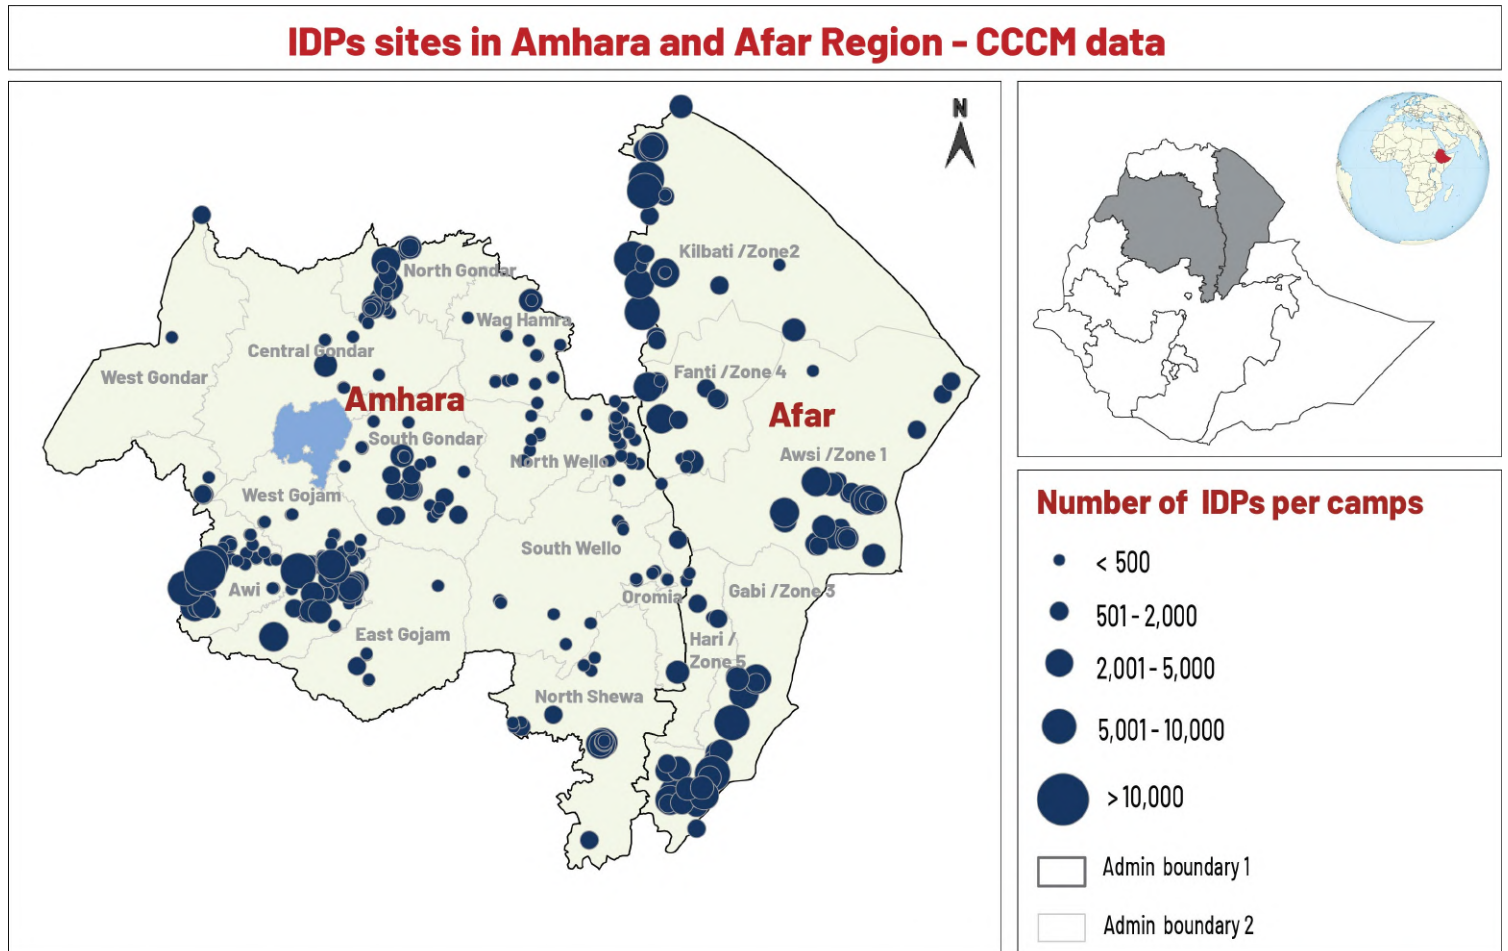 IDPs sites in Amhara and Afar Region - CCCM data
N
Kilbati /Zone2
North Gondar
Wag Hamra
Central Gondar
West Gondar
Fanti /Zone 4
Amhara
Afar
South Gondar
Awsi /Zone 1
North Wello
West Gojam
South Wello
Awi
Oromia
Gabi /Zone 3
East Gojam
Hari /
Zone 5
North Shewa
Number of IDPs per camps
< 500
501 - 2,000
2,001 - 5,000
5,001 - 10,000
>10,000
Admin boundary 1
Admin boundary 2